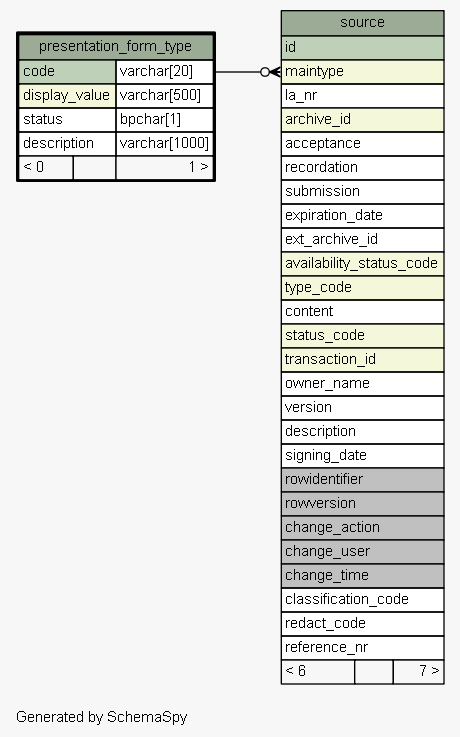 presentation_form_type
code varchar[20]
display_value varchar[500]
status bpchar[1]
description varchar[1000]
< 0 1 >
source
id
maintype
la_nr
archive_id
acceptance
recordation
submission
expiration_date
ext_archive_id
availability_status_code
type_code
content
status_code
transaction_id
owner_name
version
description
signing_date
rowidentifier
rowversion
change_action
change_user
change_time
classification_code
redact_code
reference_nr
< 6 7 >
Generated by SchemaSpy